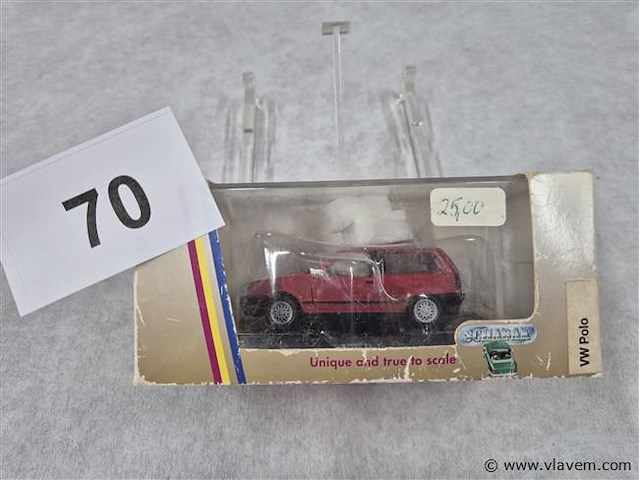 70
25,00
SCHABAK
Unique and true to scale
VW Polo
© www.vlavem.com